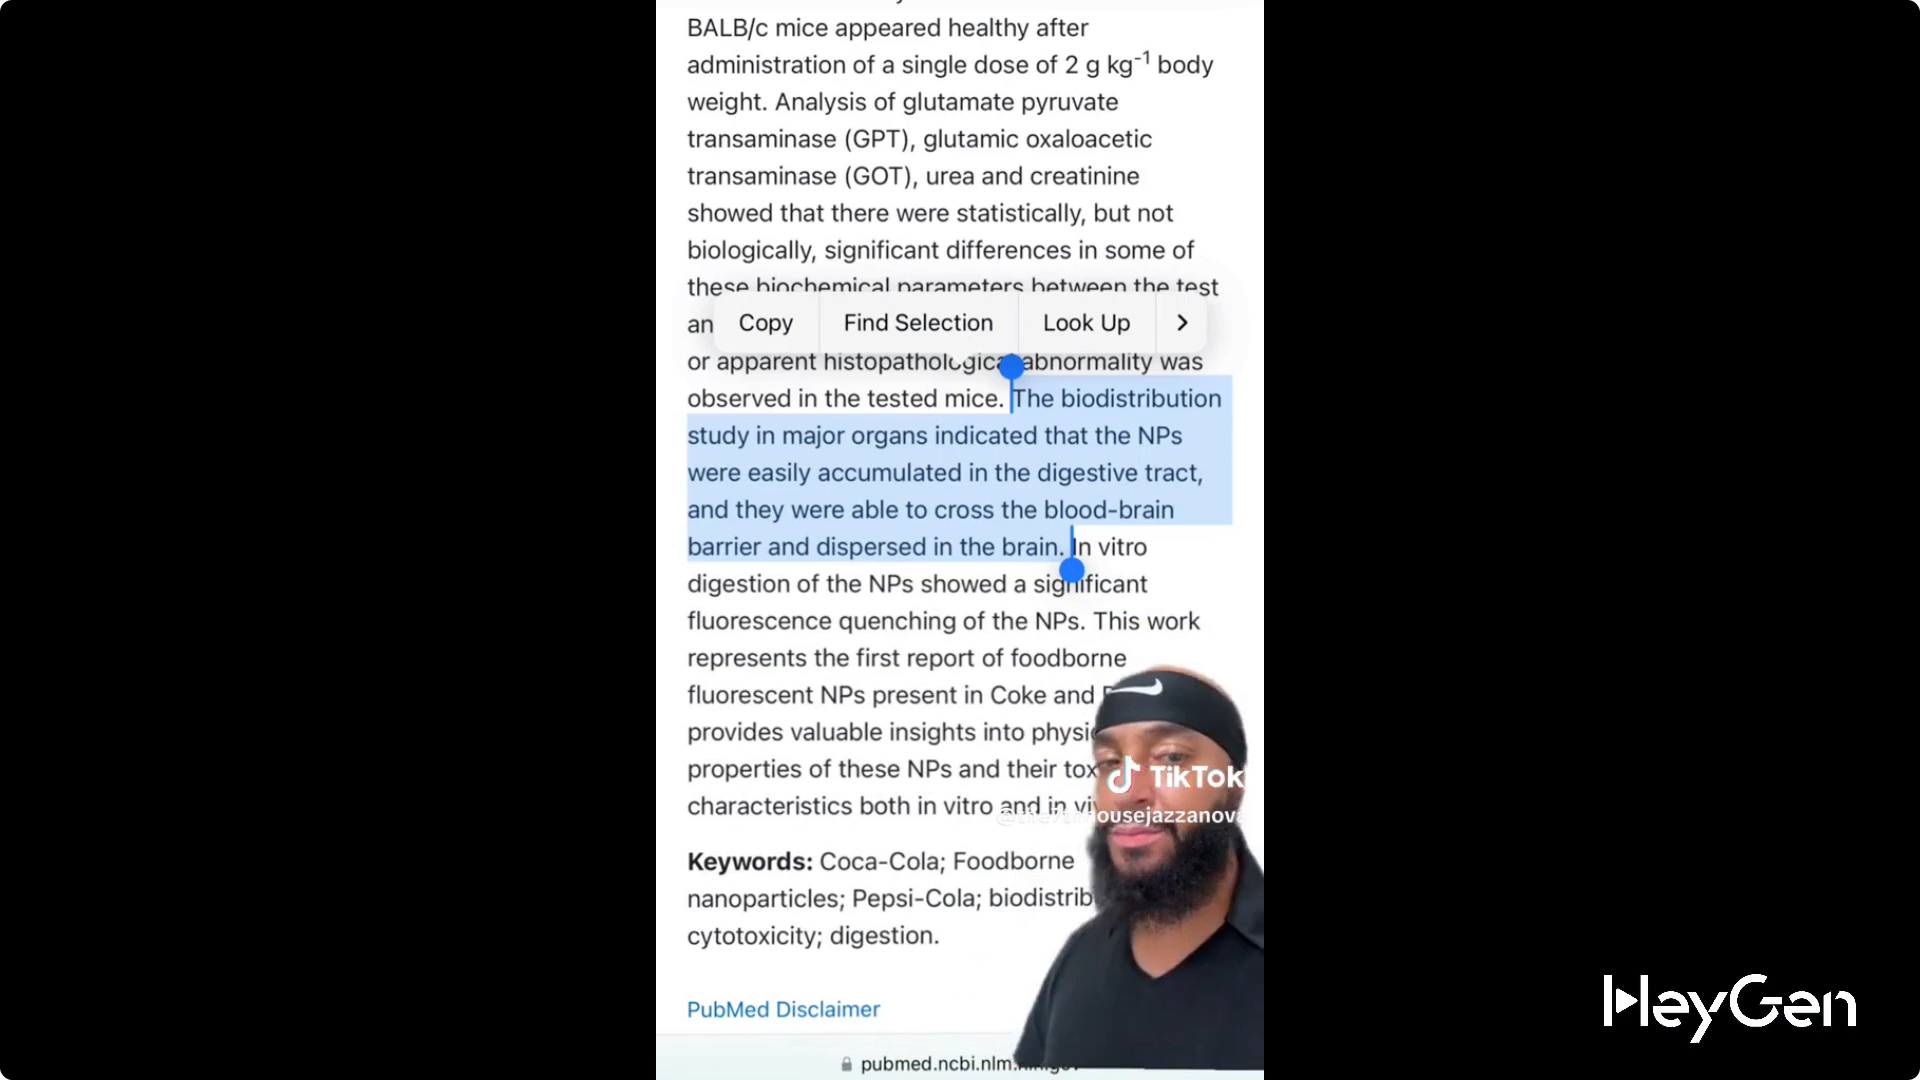 BALB/c mice appeared healthy after
administration of a single dose of 2 g kg-1 body
weight. Analysis of glutamate pyruvate
transaminase (GPT), glutamic oxaloacetic
transaminase (GOT), urea and creatinine
showed that there were statistically, but not
biologically, significant differences in some of
these biochemical parameters between the test
an
Copy
Find Selection
Look Up
or apparent histopathological abnormality was
observed in the tested mice. The biodistribution
study in major organs indicated that the NPs
were easily accumulated in the digestive tract,
and they were able to cross the blood-brain
barrier and dispersed in the brain. In vitro
digestion of the NPs showed a significant
fluorescence quenching of the NPs. This work
represents the first report of foodborne
fluorescent NPs present in Coke and
provides valuable insights into physic
properties of these NPs and their tox
characteristics both in vitro and in viv
TikTok
Keywords: Coca-Cola; Foodborne
nanoparticles; Pepsi-Cola; biodistrib
cytotoxicity; digestion.
PubMed Disclaimer
pubmed.ncbi.nlm.
HeyGen